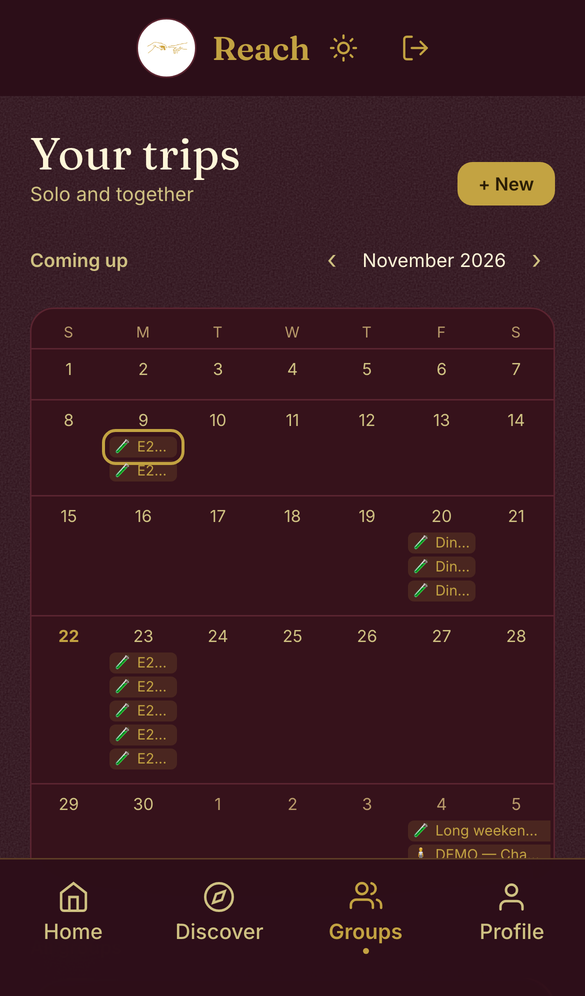 Reach
Your trips
Solo and together
+ New
Coming up
‹ November 2026 ›
S M T W T F S
1 2 3 4 5 6 7
8 9 10 11 12 13 14
E2...
E2...
15 16 17 18 19 20 21
Din...
Din...
Din...
22 23 24 25 26 27 28
E2...
E2...
E2...
E2...
E2...
29 30 1 2 3 4 5
Long weeken...
DEMO — Cha...
Home Discover Groups Profile